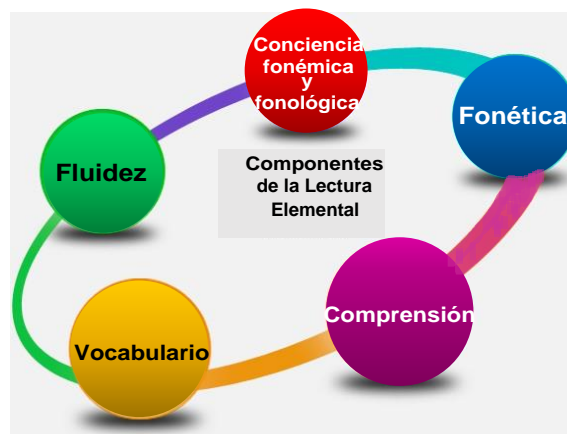 Conciencia
fonémica
y
fonológica
Fonética
Fluidez
Componentes
de la Lectura
Elemental
Comprensión
Vocabulario